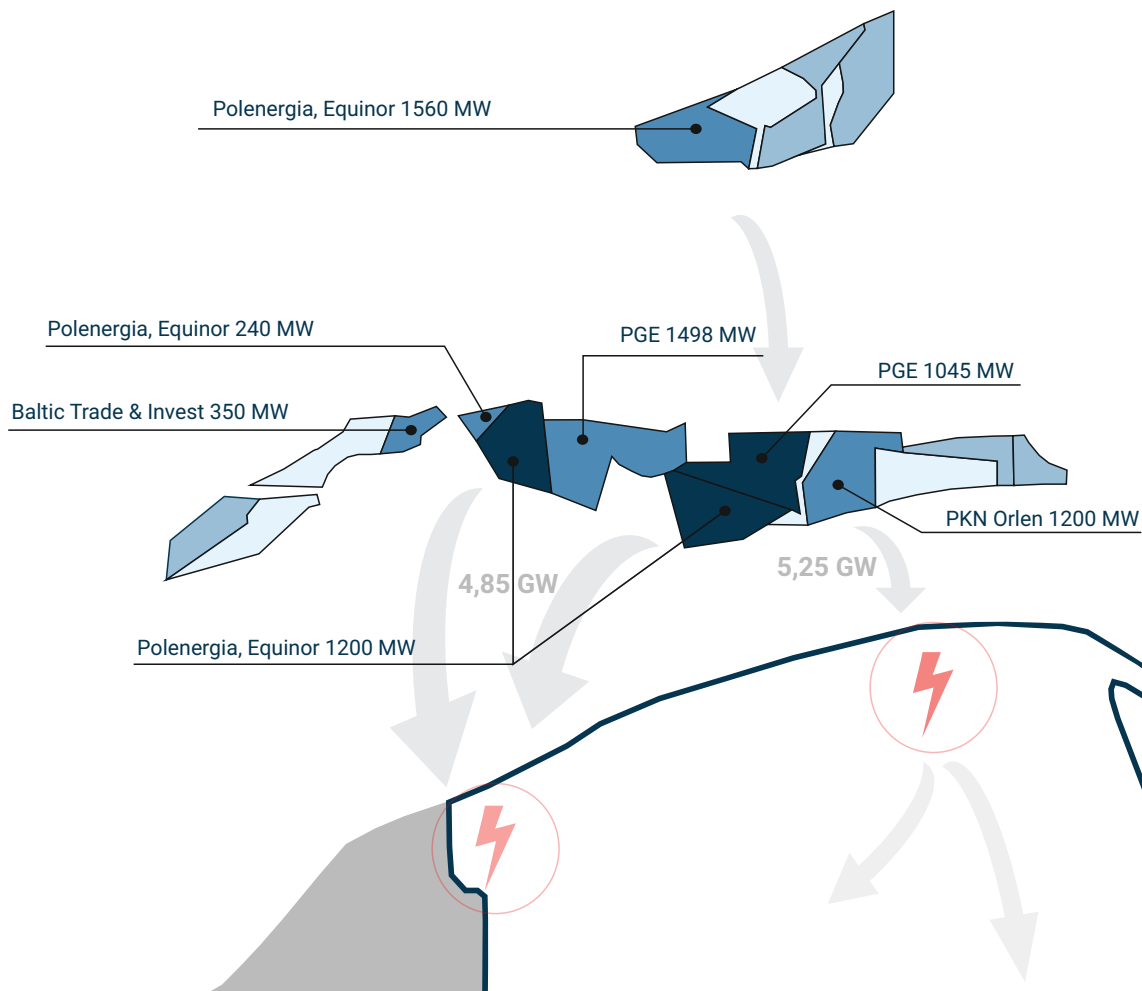 Polenergia, Equinor 1560 MW
Polenergia, Equinor 240 MW
PGE 1498 MW
PGE 1045 MW
Baltic Trade & Invest 350 MW
PKN Orlen 1200 MW
4,85 GW
5,25 GW
Polenergia, Equinor 1200 MW